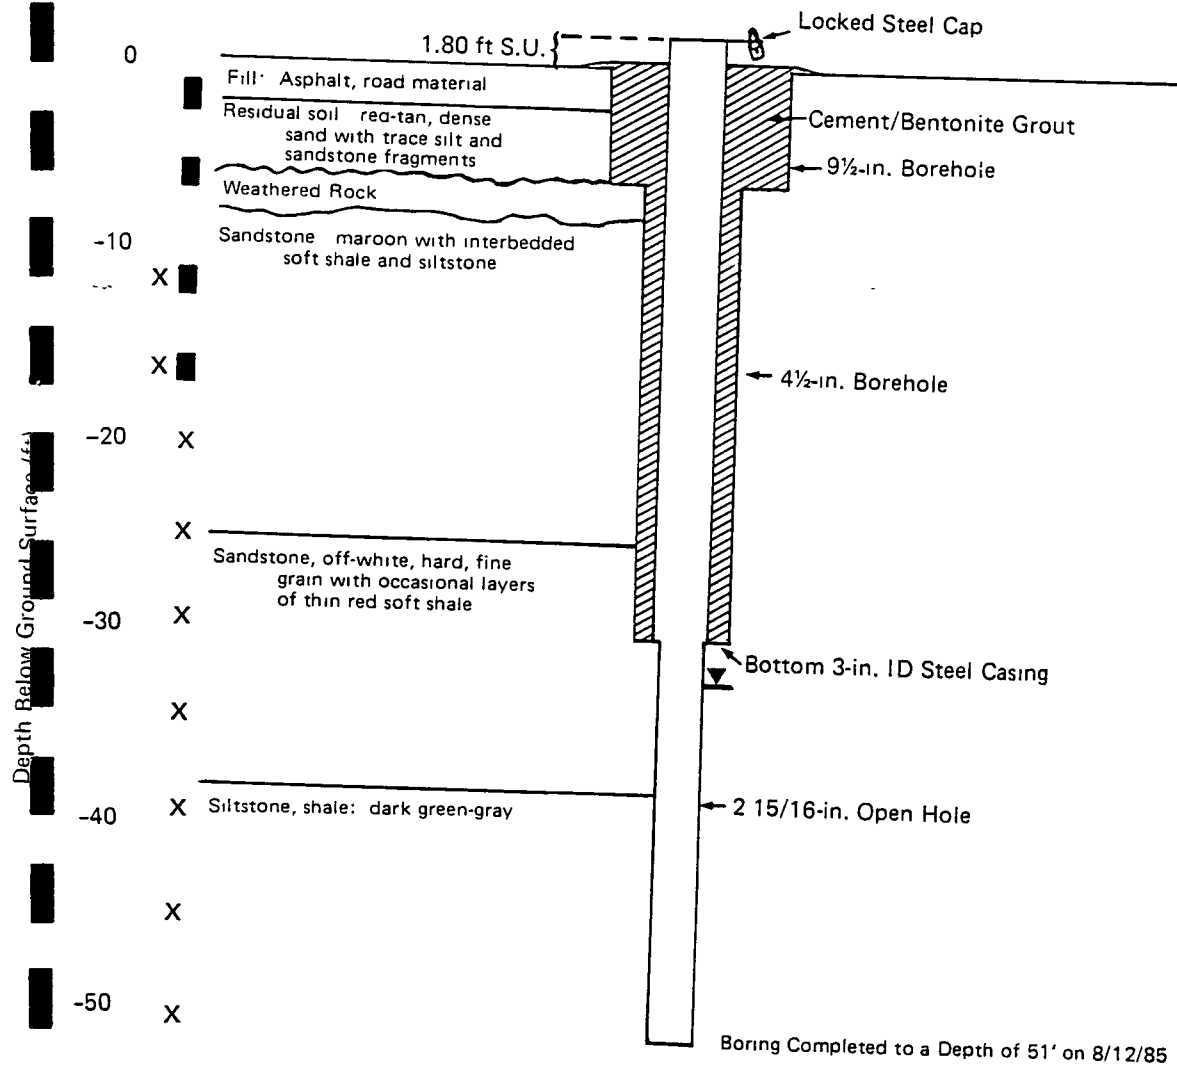 Locked Steel Cap
1.80 ft S.U.
0
Fill: Asphalt, road material
Residual soil red-tan, dense
sand with trace silt and
sandstone fragments
Cement/Bentonite Grout
9½-in. Borehole
Weathered Rock
-10
Sandstone maroon with interbedded
soft shale and siltstone
X
X
4½-in. Borehole
-20
X
X
Sandstone, off-white, hard, fine
grain with occasional layers
of thin red soft shale
-30
X
Bottom 3-in. ID Steel Casing
X
Depth Below Ground Surface (ft)
-40
X
Siltstone, shale: dark green-gray
2 15/16-in. Open Hole
X
-50
X
Boring Completed to a Depth of 51' on 8/12/85